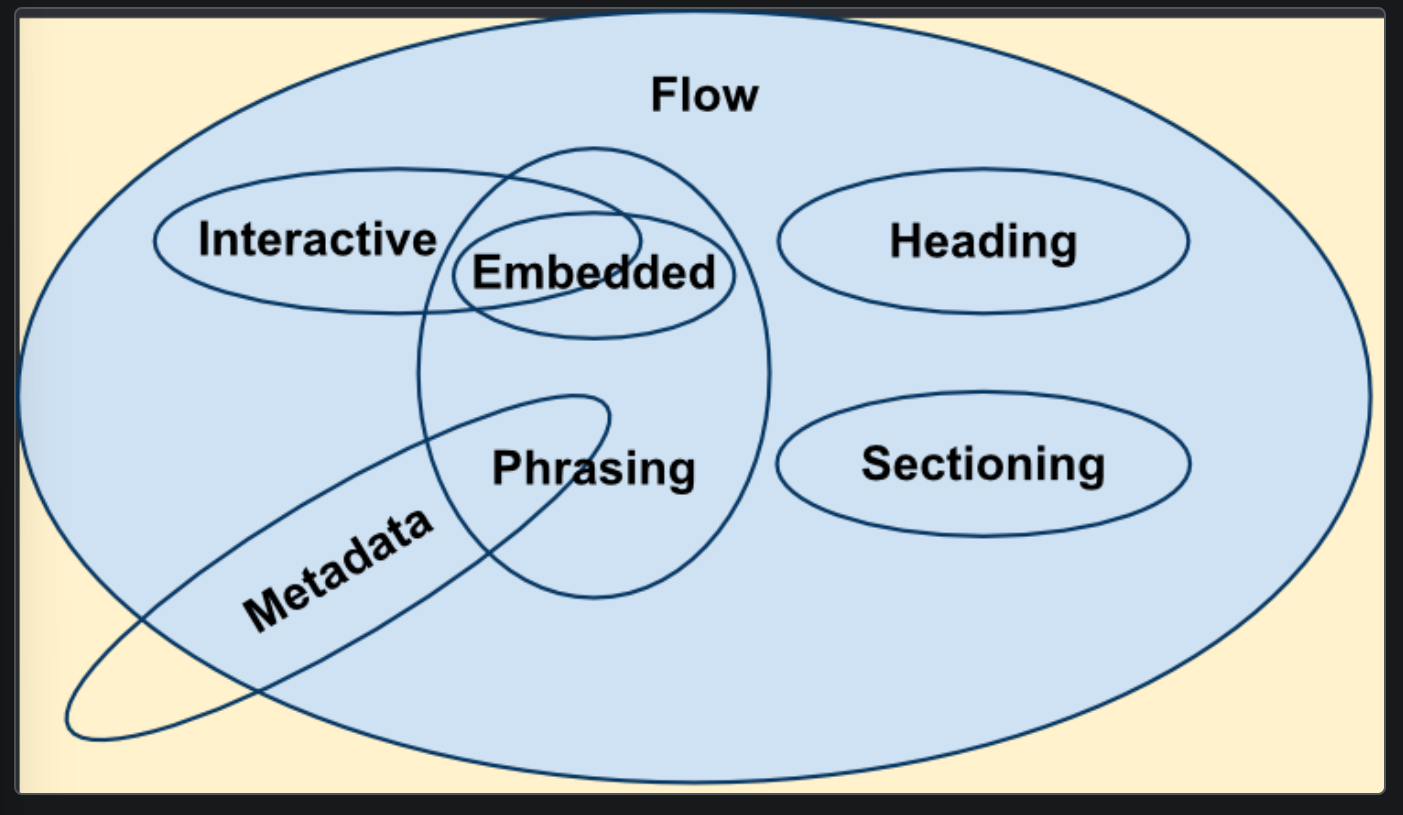 Flow
Interactive
Embedded
Heading
Phrasing
Sectioning
Metadata